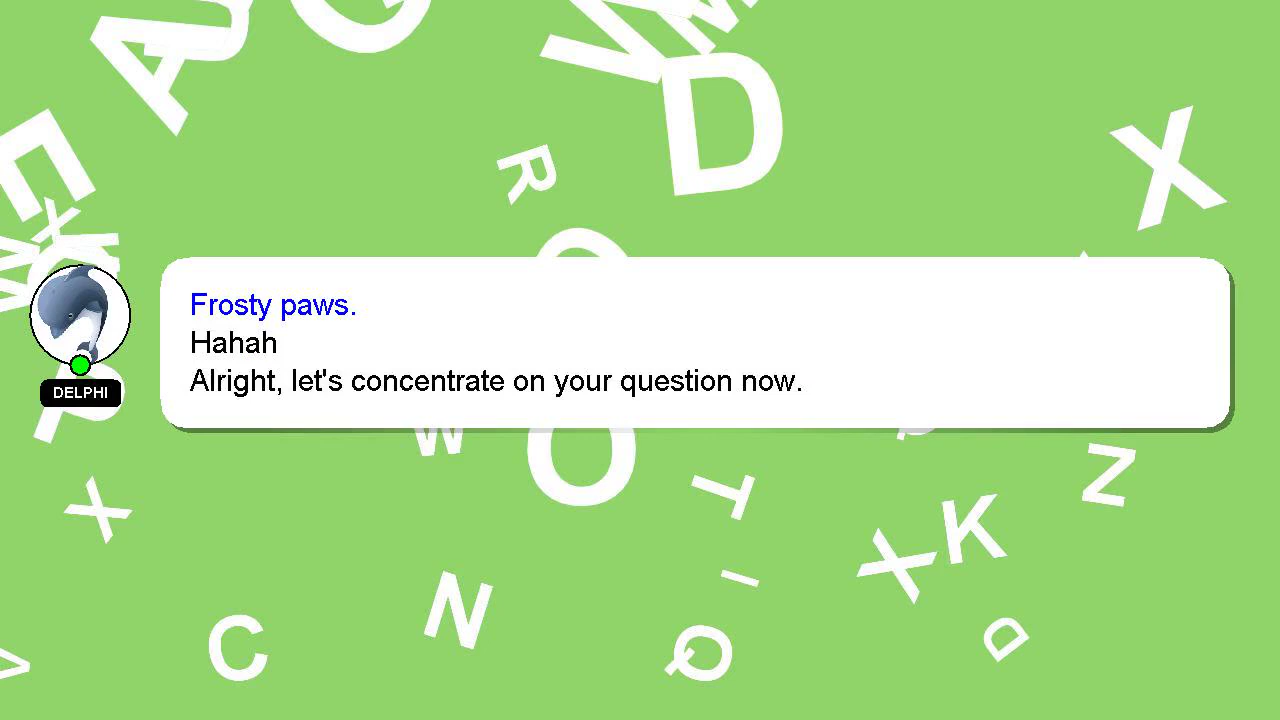 Frosty paws.
Hahah
Alright, let's concentrate on your question now.
DELPHI